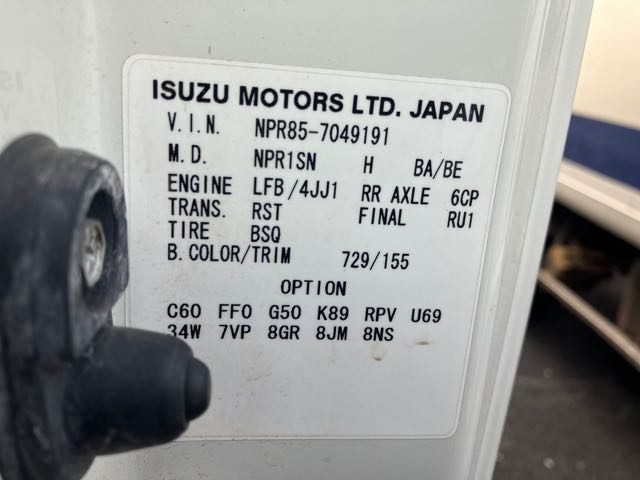 ISUZU MOTORS LTD. JAPAN
V.I.N. NPR85-7049191
M.D. NPR1SN H BA/BE
ENGINE LFB/4JJ1 RR AXLE 6CP
TRANS. RST FINAL RU1
TIRE BSQ
B.COLOR/TRIM 729/155
OPTION
C60 FF0 G50 K89 RPV U69
34W 7VP 8GR 8JM 8NS